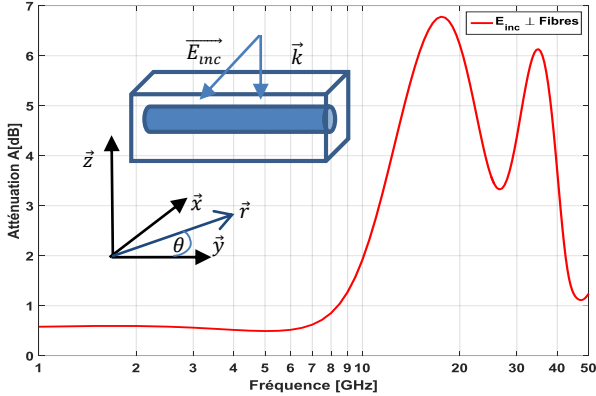 7
6
5
4
3
2
1
0
Atténuation A[dB]
E_inc ⊥ Fibres
E_inc
k
z
x
r
θ
y
1 2 3 4 5 6 7 8 9 10 20 30 40 50
Fréquence [GHz]